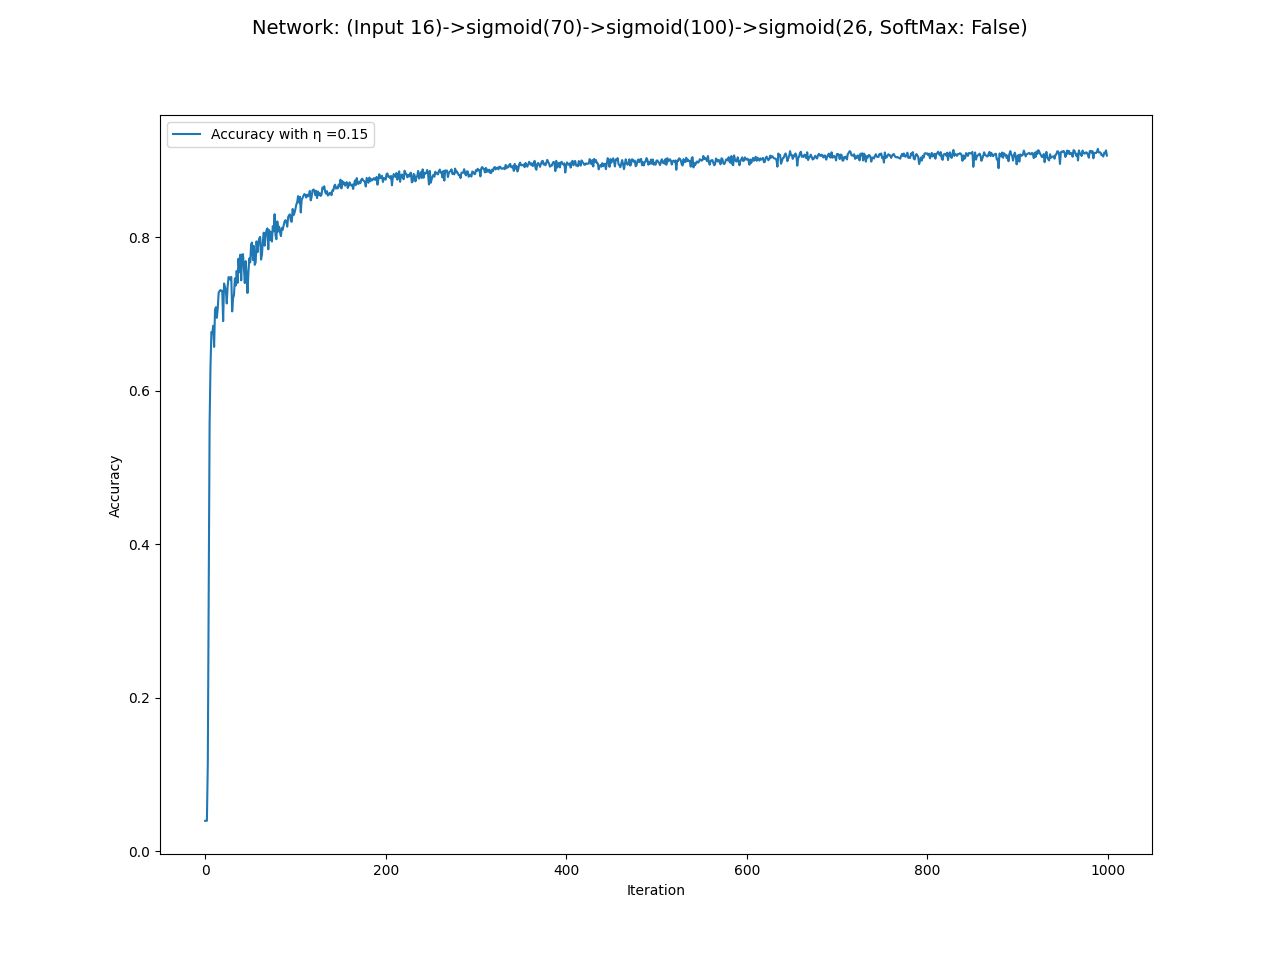 Network: (Input 16)->sigmoid(70)->sigmoid(100)->sigmoid(26, SoftMax: False)
Accuracy with η =0.15
Accuracy
0.8
0.6
0.4
0.2
0.0
0 200 400 600 800 1000
Iteration